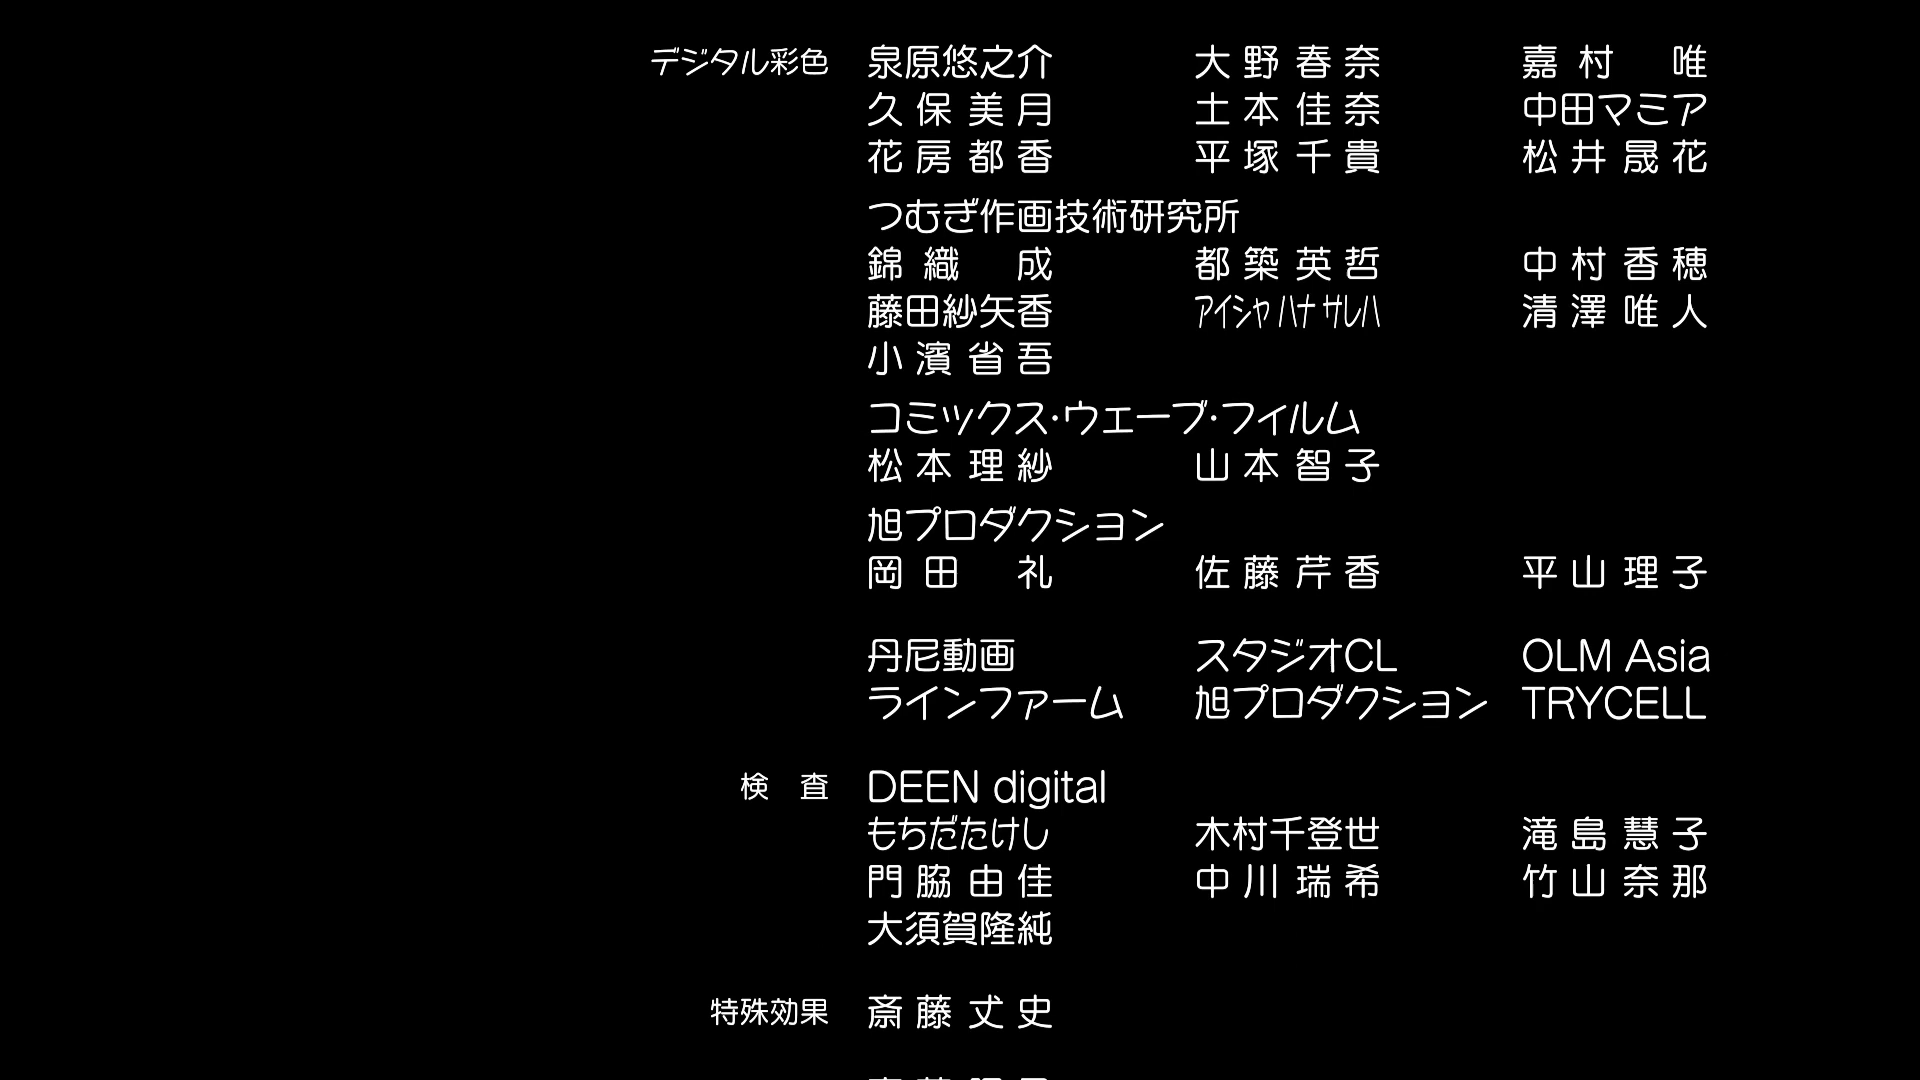 デジタル彩色 泉原悠之介 大野春奈 嘉村 唯
久保美月 土本佳奈 中田マミア
花房都香 平塚千貴 松井晟花
つむぎ作画技術研究所
錦織 成 都築英哲 中村香穂
藤田紗矢香 アイシャ ハナ サレハ 清澤唯人
小濱省吾
コミックス・ウェーブ・フィルム
松本理紗 山本智子
旭プロダクション
岡田 礼 佐藤芹香 平山理子
丹尼動画 スタジオCL OLM Asia
ラインファーム 旭プロダクション TRYCELL
検 査 DEEN digital
もちだたけし 木村千登世 滝島慧子
門脇由佳 中川瑞希 竹山奈那
大須賀隆純
特殊効果 斎藤丈史